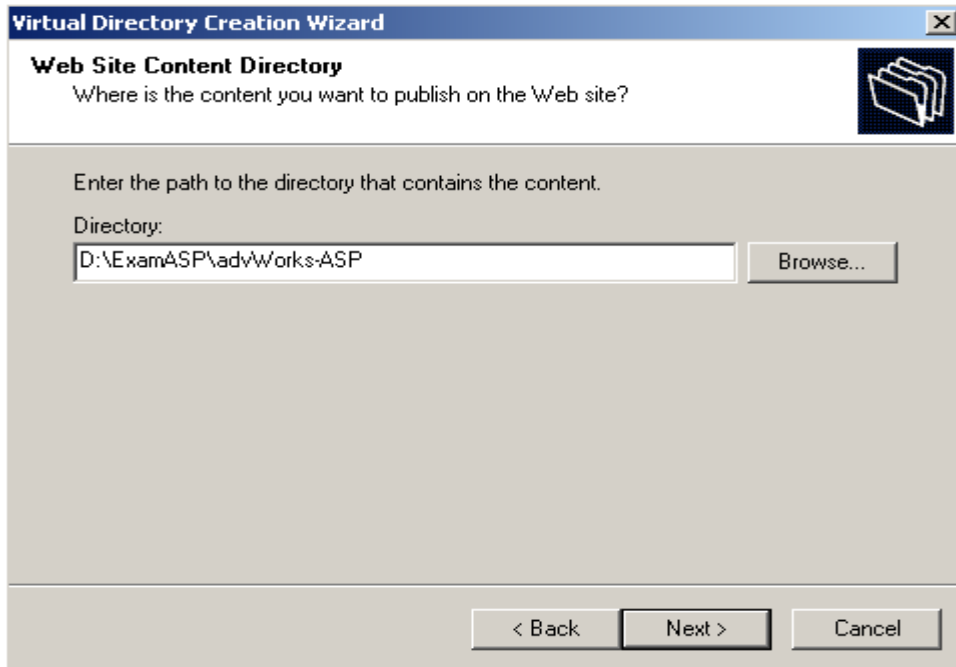 Virtual Directory Creation Wizard
Web Site Content Directory
Where is the content you want to publish on the Web site?
Enter the path to the directory that contains the content.
Directory:
D:\ExamASP\advWorks-ASP
Browse...
< Back
Next >
Cancel